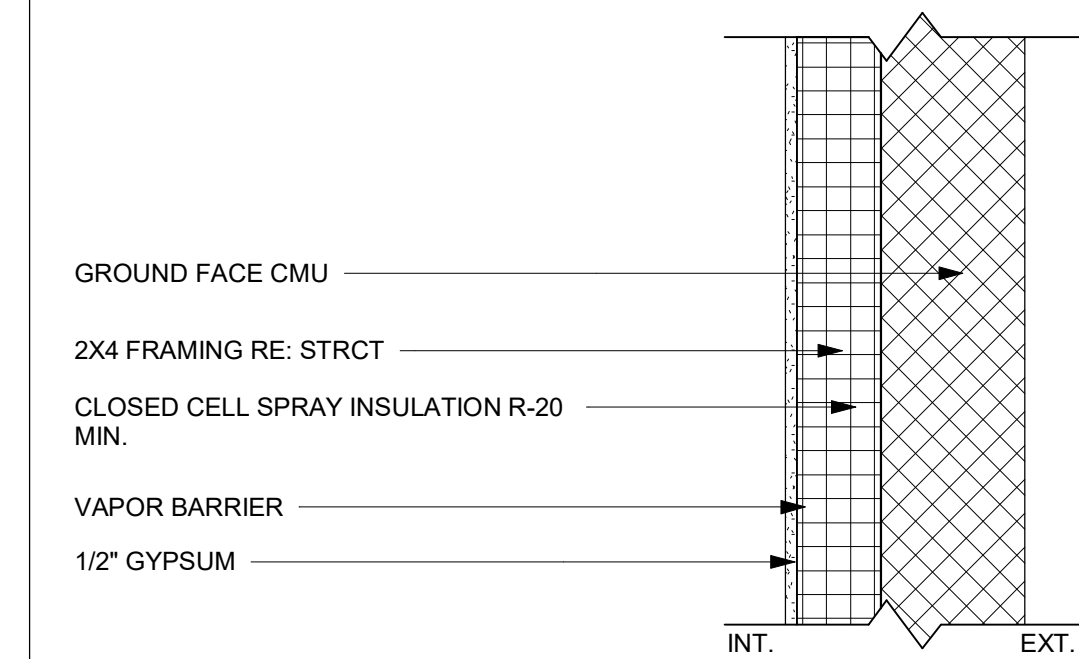 GROUND FACE CMU
2X4 FRAMING RE: STRCT
CLOSED CELL SPRAY INSULATION R-20
MIN.
VAPOR BARRIER
1/2" GYPSUM
INT.
EXT.